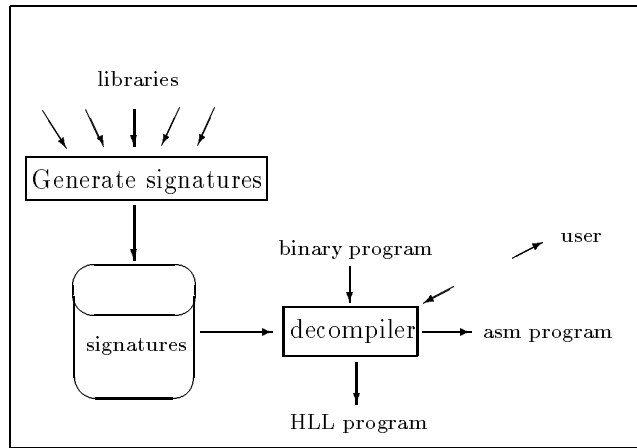 libraries
Generate signatures
binary program
user
signatures
decompiler
asm program
HLL program